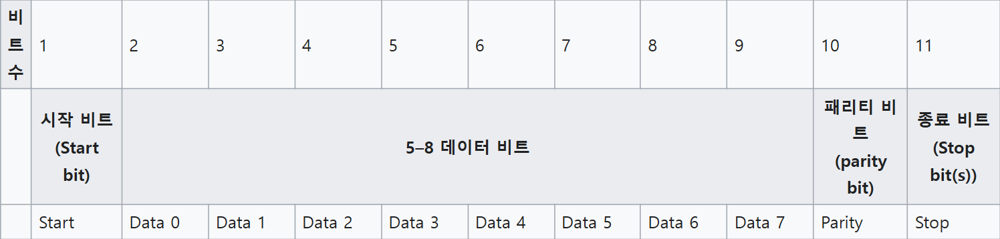 비
트
수
1 2 3 4 5 6 7 8 9 10 11
시작 비트
(Start
bit)
5–8 데이터 비트
패리티 비
트
(parity
bit)
종료 비트
(Stop
bit(s))
Start Data 0 Data 1 Data 2 Data 3 Data 4 Data 5 Data 6 Data 7 Parity Stop